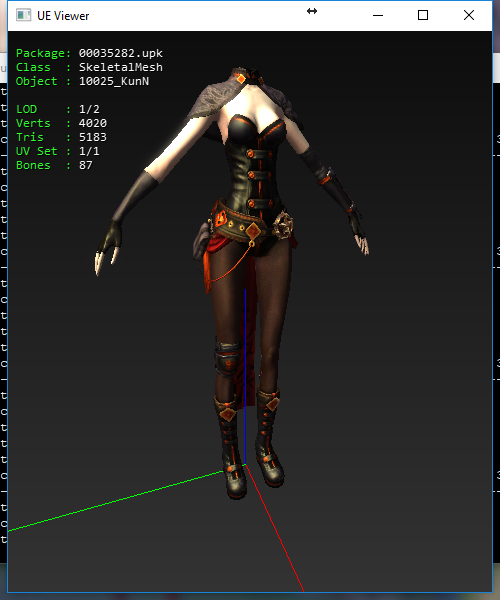 UE Viewer
Package: 00035282.upk
Class : SkeletalMesh
Object : 10025_KunN
LOD : 1/2
Verts : 4020
Tris : 5183
UV Set : 1/1
Bones : 87